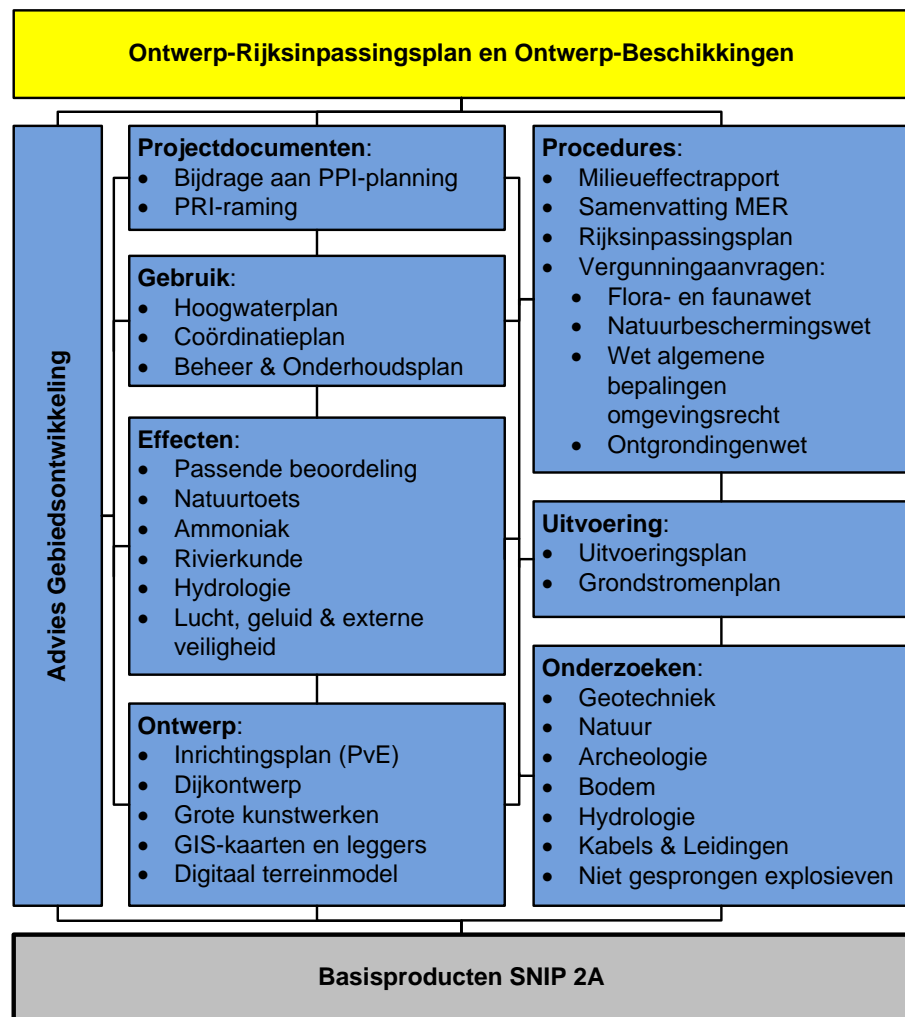 Ontwerp-Rijksinpassingsplan en Ontwerp-Beschikkingen
Advies Gebiedsontwikkeling
Projectdocumenten:
• Bijdrage aan PPI-planning
• PRI-raming
Gebruik:
• Hoogwaterplan
• Coördinatieplan
• Beheer & Onderhoudsplan
Effecten:
• Passende beoordeling
• Natuurtoets
• Ammoniak
• Rivierkunde
• Hydrologie
• Lucht, geluid & externe
veiligheid
Ontwerp:
• Inrichtingsplan (PvE)
• Dijkontwerp
• Grote kunstwerken
• GIS-kaarten en leggers
• Digitaal terreinmodel
Procedures:
• Milieueffectrapport
• Samenvatting MER
• Rijksinpassingsplan
• Vergunningaanvragen:
• Flora- en faunawet
• Natuurbeschermingswet
• Wet algemene
bepalingen
omgevingsrecht
• Ontgrondingenwet
Uitvoering:
• Uitvoeringsplan
• Grondstromenplan
Onderzoeken:
• Geotechniek
• Natuur
• Archeologie
• Bodem
• Hydrologie
• Kabels & Leidingen
• Niet gesprongen explosieven
Basisproducten SNIP 2A